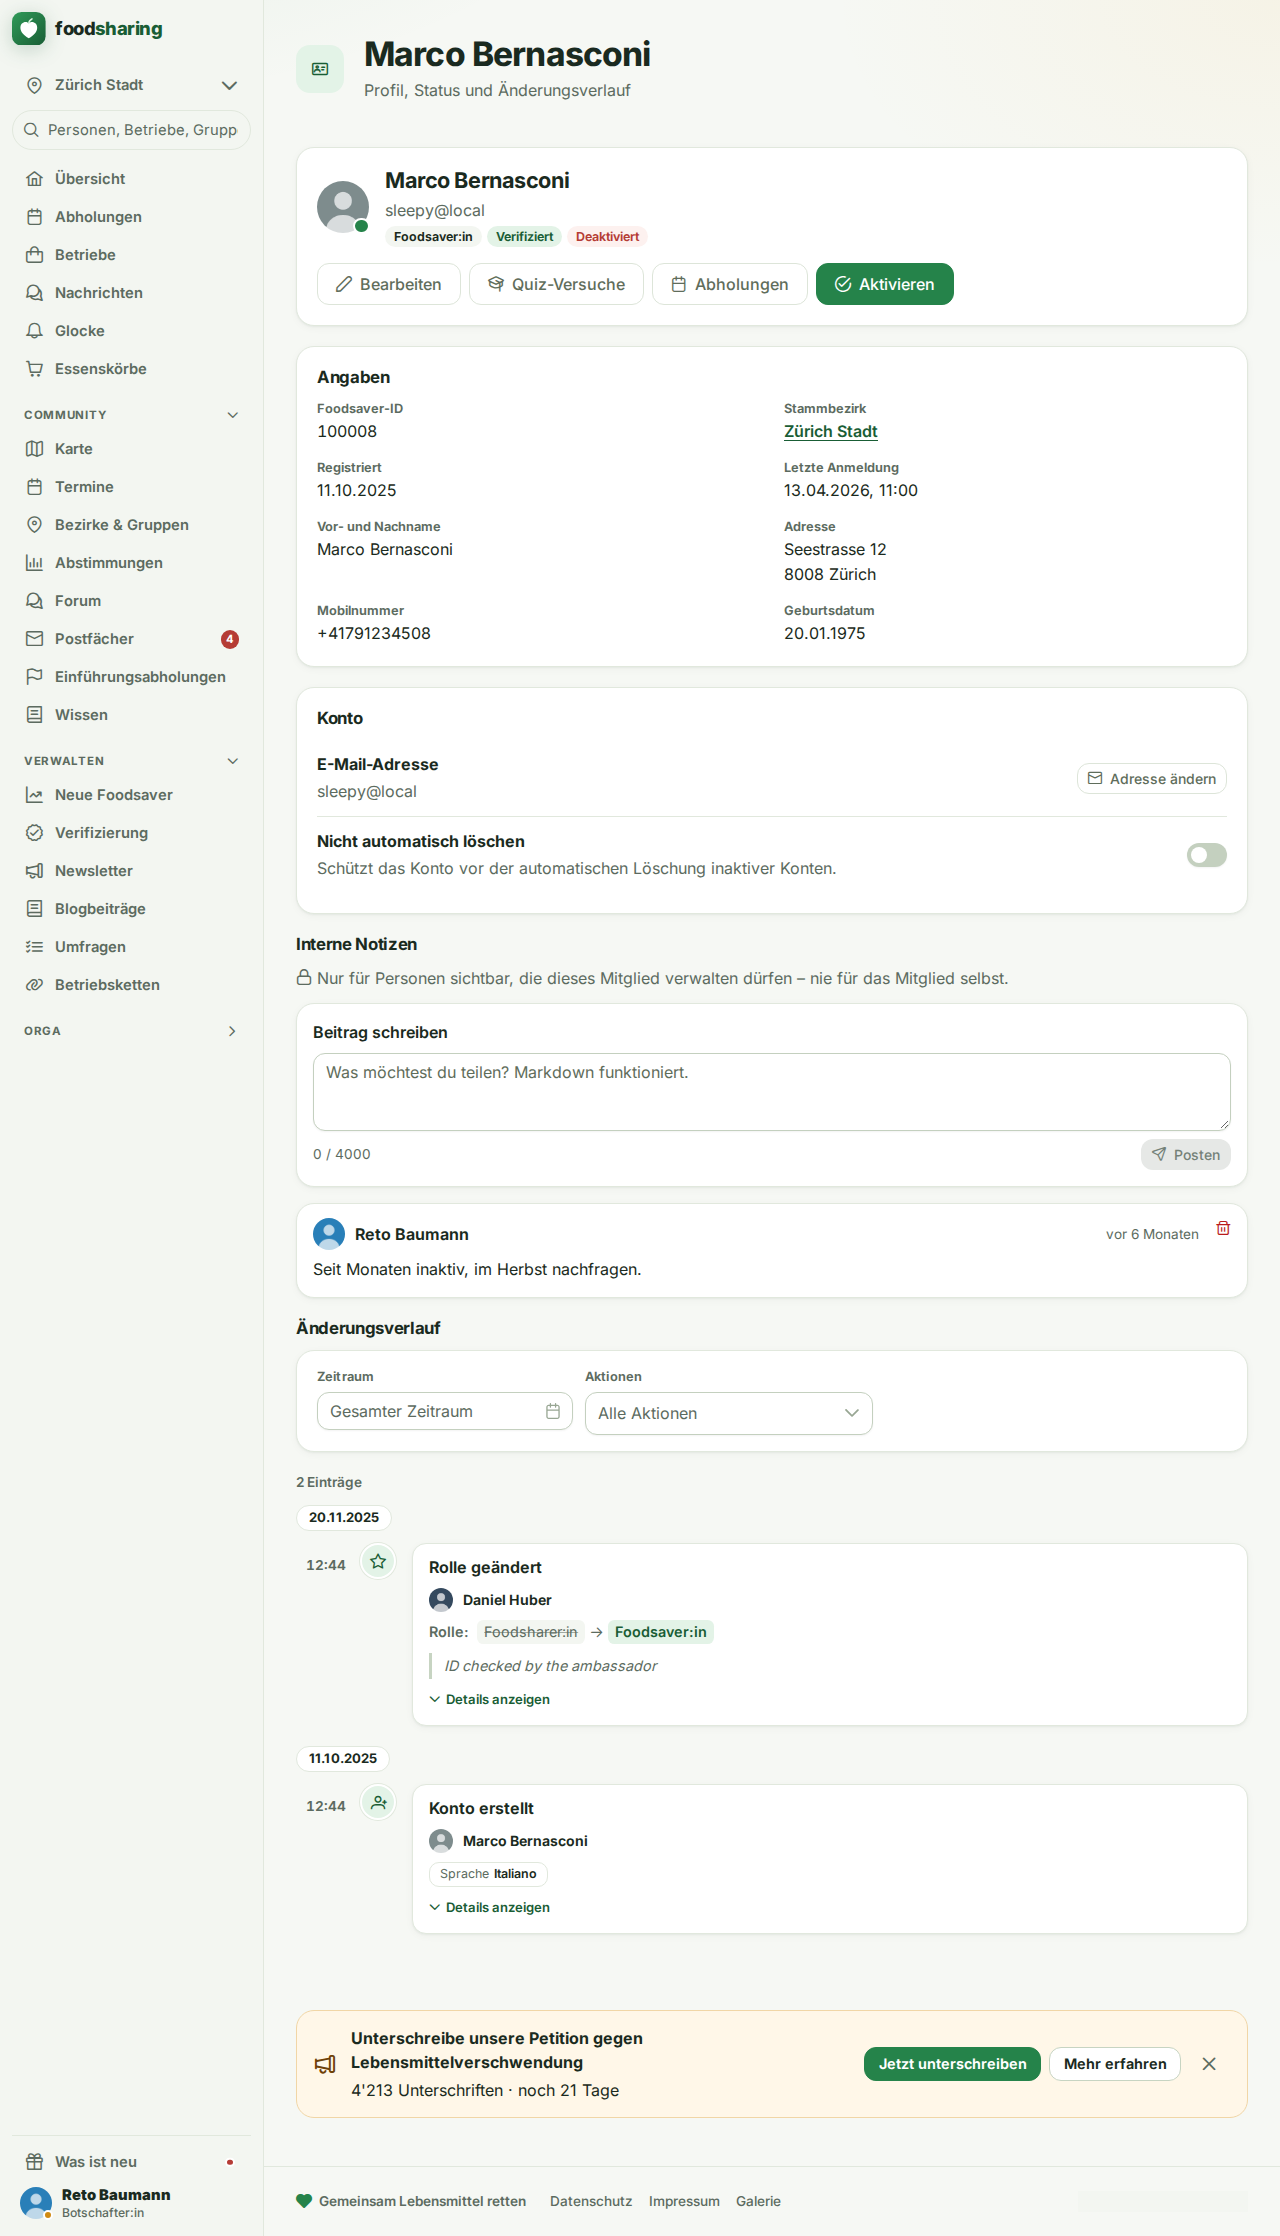 foodsharing
Zürich Stadt
Personen, Betriebe, Grupp
Übersicht
Abholungen
Betriebe
Nachrichten
Glocke
Essenskörbe
COMMUNITY
Karte
Termine
Bezirke & Gruppen
Abstimmungen
Forum
Postfächer 4
Einführungsabholungen
Wissen
VERWALTEN
Neue Foodsaver
Verifizierung
Newsletter
Blogbeiträge
Umfragen
Betriebsketten
ORGA
Was ist neu
Reto Baumann
Botschafter:in
Marco Bernasconi
Profil, Status und Änderungsverlauf
Marco Bernasconi
sleepy@local
Foodsaver:in Verifiziert Deaktiviert
Bearbeiten Quiz-Versuche Abholungen Aktivieren
Angaben
Foodsaver-ID Stammbezirk
100008 Zürich Stadt
Registriert Letzte Anmeldung
11.10.2025 13.04.2026, 11:00
Vor- und Nachname Adresse
Marco Bernasconi Seestrasse 12
8008 Zürich
Mobilnummer Geburtsdatum
+41791234508 20.01.1975
Konto
E-Mail-Adresse
sleepy@local
Adresse ändern
Nicht automatisch löschen
Schützt das Konto vor der automatischen Löschung inaktiver Konten.
Interne Notizen
Nur für Personen sichtbar, die dieses Mitglied verwalten dürfen – nie für das Mitglied selbst.
Beitrag schreiben
Was möchtest du teilen? Markdown funktioniert.
0 / 4000 Posten
Reto Baumann vor 6 Monaten
Seit Monaten inaktiv, im Herbst nachfragen.
Änderungsverlauf
Zeitraum Aktionen
Gesamter Zeitraum Alle Aktionen
2 Einträge
20.11.2025
12:44 Rolle geändert
Daniel Huber
Rolle: Foodsharer:in → Foodsaver:in
ID checked by the ambassador
Details anzeigen
11.10.2025
12:44 Konto erstellt
Marco Bernasconi
Sprache Italiano
Details anzeigen
Unterschreibe unsere Petition gegen
Lebensmittelverschwendung
4'213 Unterschriften · noch 21 Tage
Jetzt unterschreiben Mehr erfahren
Gemeinsam Lebensmittel retten Datenschutz Impressum Galerie